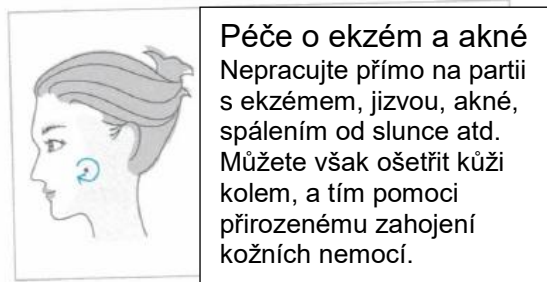 Péče o ekzém a akné
Nepracujte přímo na partii
s ekzémem, jizvou, akné,
spálením od slunce atd.
Můžete však ošetřit kůži
kolem, a tím pomoci
přirozenému zahojení
kožních nemocí.